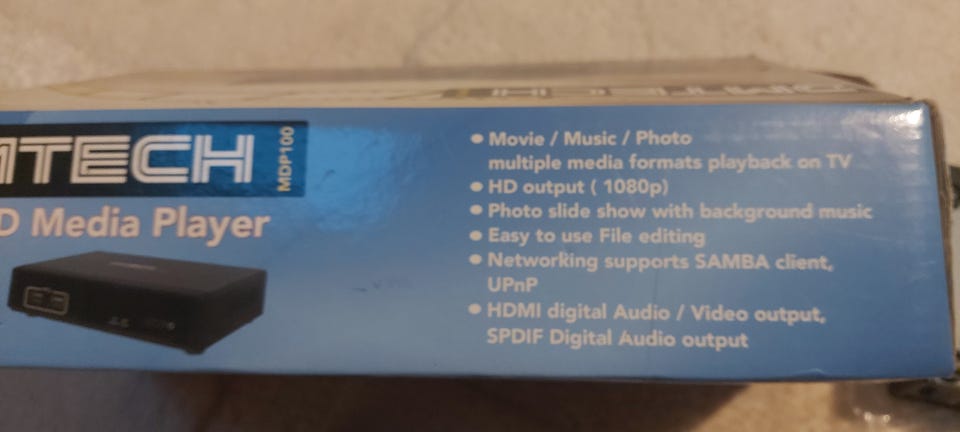 MTECH
MDP100
D Media Player
• Movie / Music / Photo
multiple media formats playback on TV
• HD output ( 1080p)
• Photo slide show with background music
• Easy to use File editing
• Networking supports SAMBA client,
UPnP
• HDMI digital Audio / Video output,
SPDIF Digital Audio output